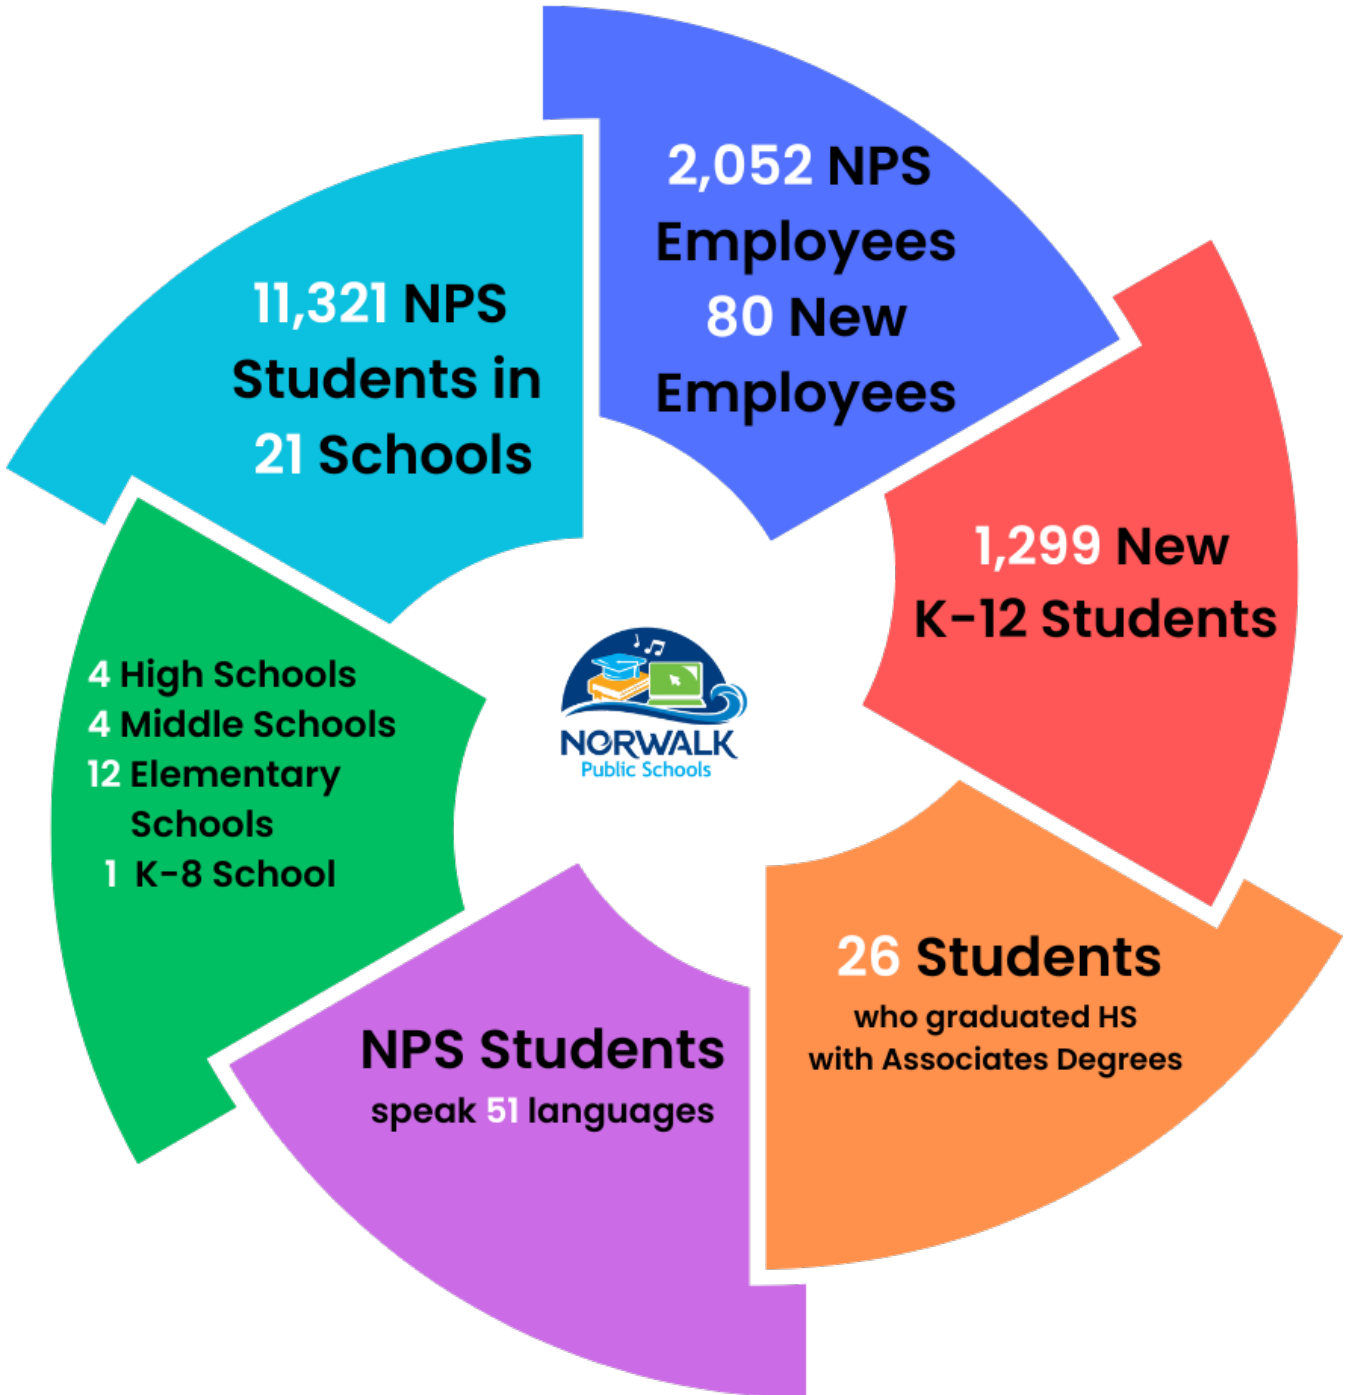 2,052 NPS
Employees
80 New
Employees
1,299 New
K-12 Students
26 Students
who graduated HS
with Associates Degrees
NPS Students
speak 51 languages
4 High Schools
4 Middle Schools
12 Elementary
Schools
1 K-8 School
11,321 NPS
Students in
21 Schools
NORWALK
Public Schools